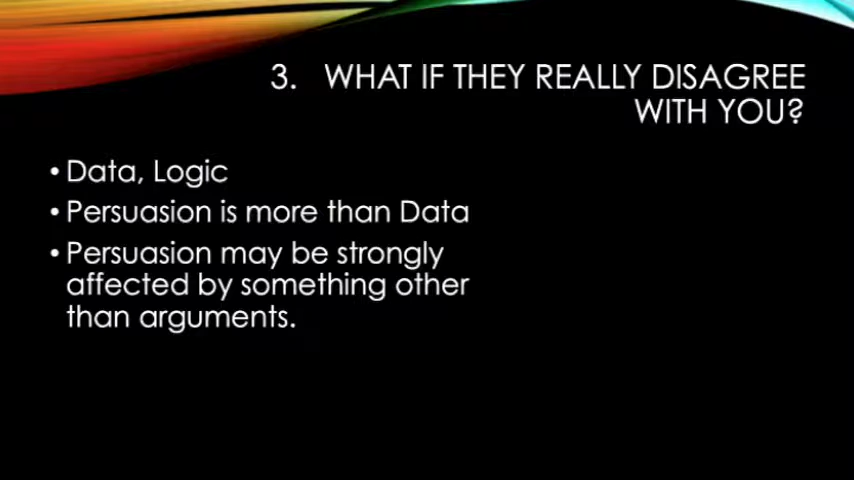 3. WHAT IF THEY REALLY DISAGREE
WITH YOU?
• Data, Logic
• Persuasion is more than Data
• Persuasion may be strongly
affected by something other
than arguments.